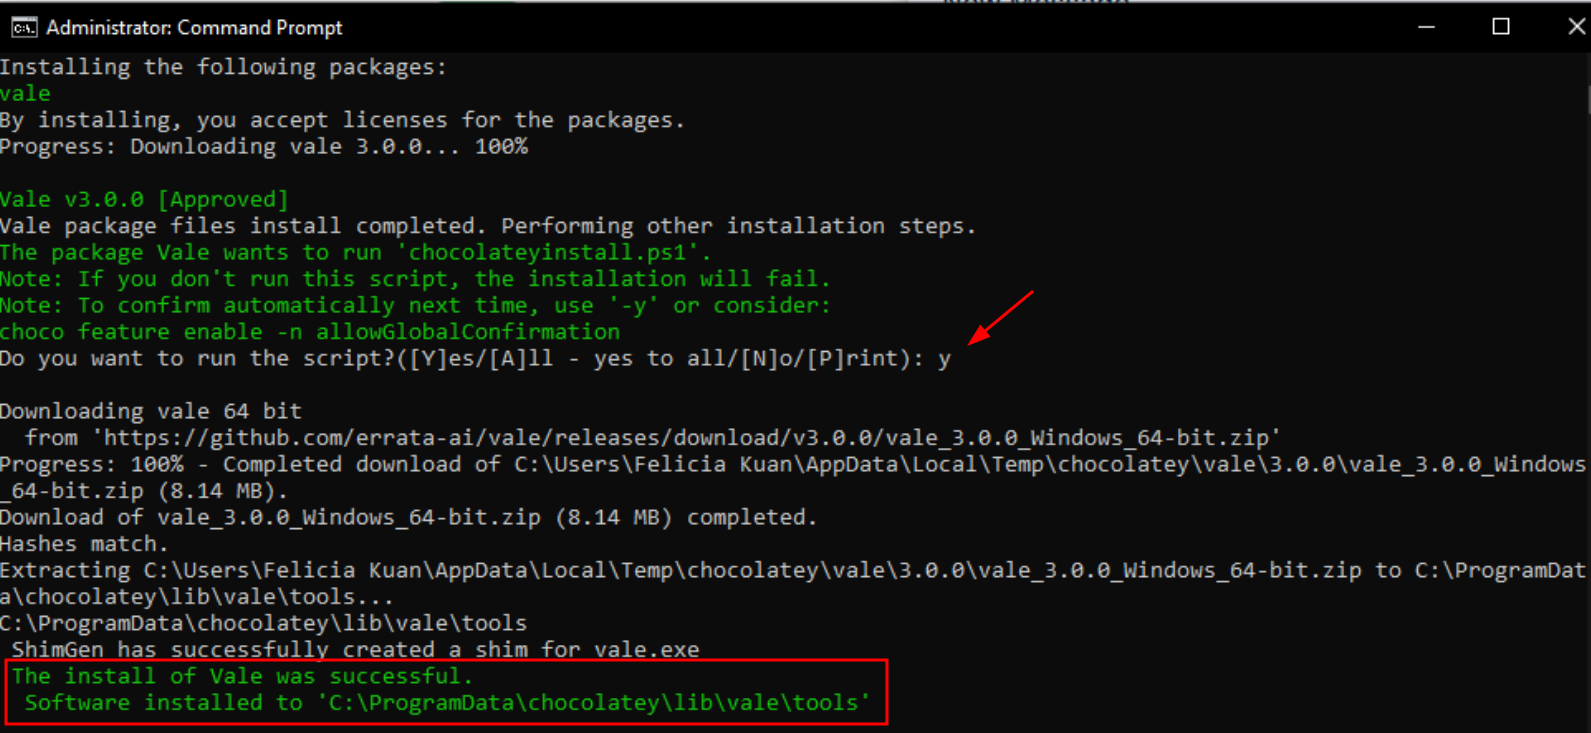 Administrator: Command Prompt
Installing the following packages:
vale
By installing, you accept licenses for the packages.
Progress: Downloading vale 3.0.0... 100%
Vale v3.0.0 [Approved]
Vale package files install completed. Performing other installation steps.
The package Vale wants to run 'chocolateyinstall.ps1'.
Note: If you don't run this script, the installation will fail.
Note: To confirm automatically next time, use '-y' or consider:
choco feature enable -n allowGlobalConfirmation
Do you want to run the script?([Y]es/[A]ll - yes to all/[N]o/[P]rint): y
Downloading vale 64 bit
from 'https://github.com/errata-ai/vale/releases/download/v3.0.0/vale_3.0.0_Windows_64-bit.zip'
Progress: 100% - Completed download of C:\Users\Felicia Kuan\AppData\Local\Temp\chocolatey\vale\3.0.0\vale_3.0.0_Windows
_64-bit.zip (8.14 MB).
Download of vale_3.0.0_Windows_64-bit.zip (8.14 MB) completed.
Hashes match.
Extracting C:\Users\Felicia Kuan\AppData\Local\Temp\chocolatey\vale\3.0.0\vale_3.0.0_Windows_64-bit.zip to C:\ProgramDat
a\chocolatey\lib\vale\tools...
C:\ProgramData\chocolatey\lib\vale\tools
ShimGen has successfully created a shim for vale.exe
The install of Vale was successful.
Software installed to 'C:\ProgramData\chocolatey\lib\vale\tools'